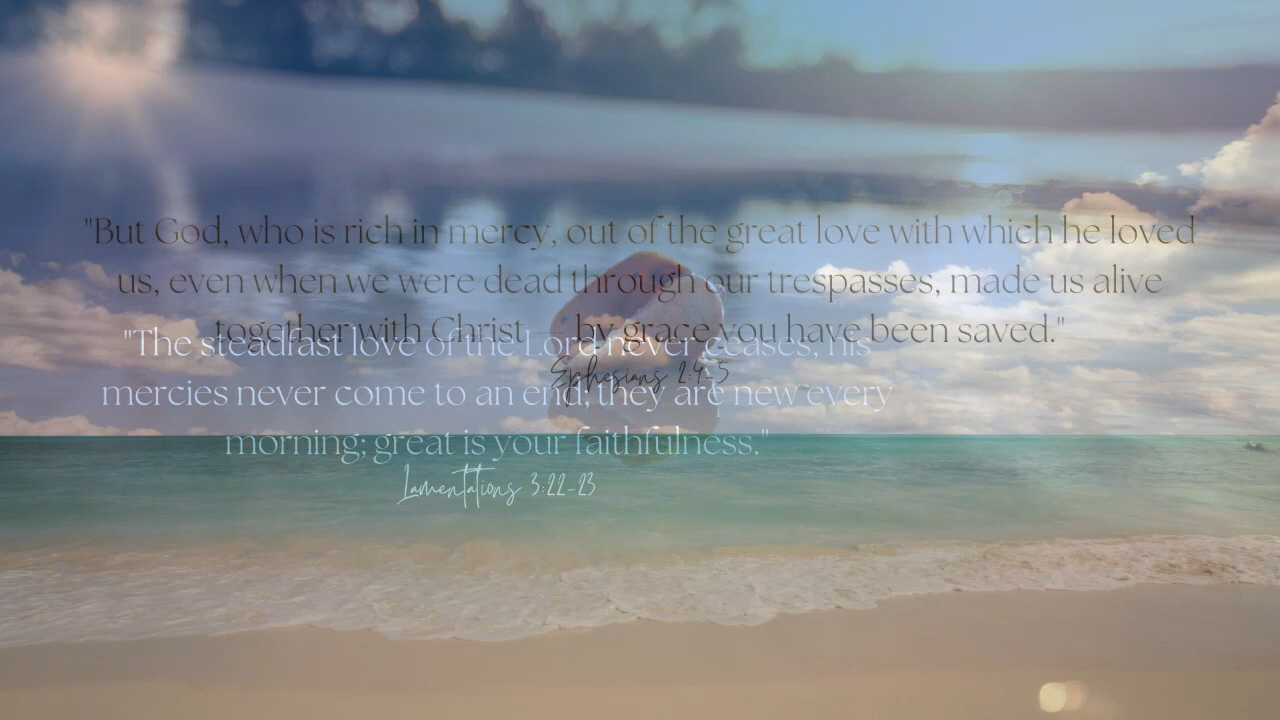 "But God, who is rich in mercy, out of the great love with which he loved
us, even when we were dead through our trespasses, made us alive
together with Christ — by grace you have been saved."
Ephesians 2:4-5
"The steadfast love of the Lord never ceases, his
mercies never come to an end; they are new every
morning; great is your faithfulness."
Lamentations 3:22-23